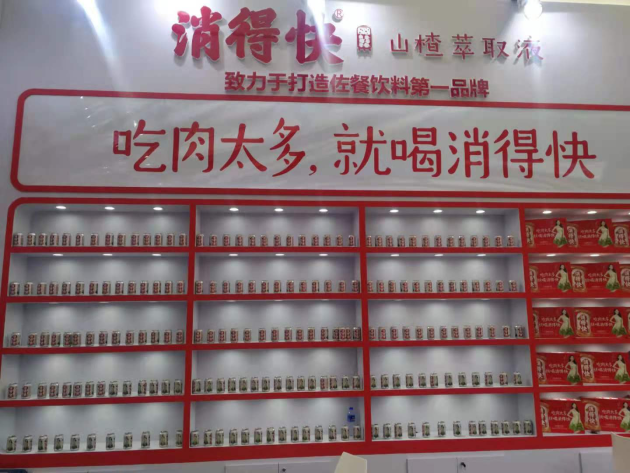 消得快® 山楂萃取液
致力于打造佐餐饮料第一品牌
吃肉太多,就喝消得快